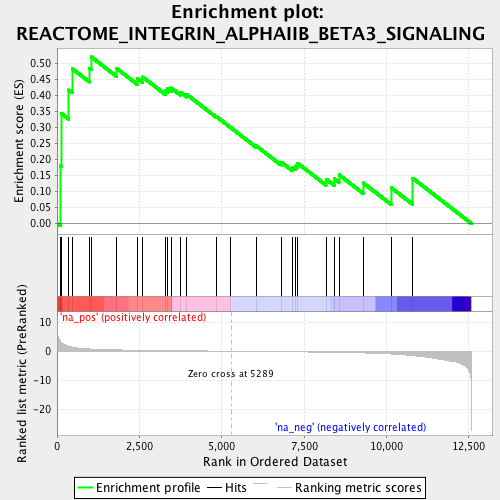 Enrichment plot:
REACTOME_INTEGRIN_ALPHAIIB_BETA3_SIGNALING
Enrichment score (ES)
0.50
0.45
0.40
0.35
0.30
0.25
0.20
0.15
0.10
0.05
0.00
'na_pos' (positively correlated)
Ranked list metric (PreRanked)
10
5
0
-5
-10
-15
-20
Zero cross at 5289
'na_neg' (negatively correlated)
0
2,500
5,000
7,500
10,000
12,500
Rank in Ordered Dataset
Enrichment profile
Hits
Ranking metric scores